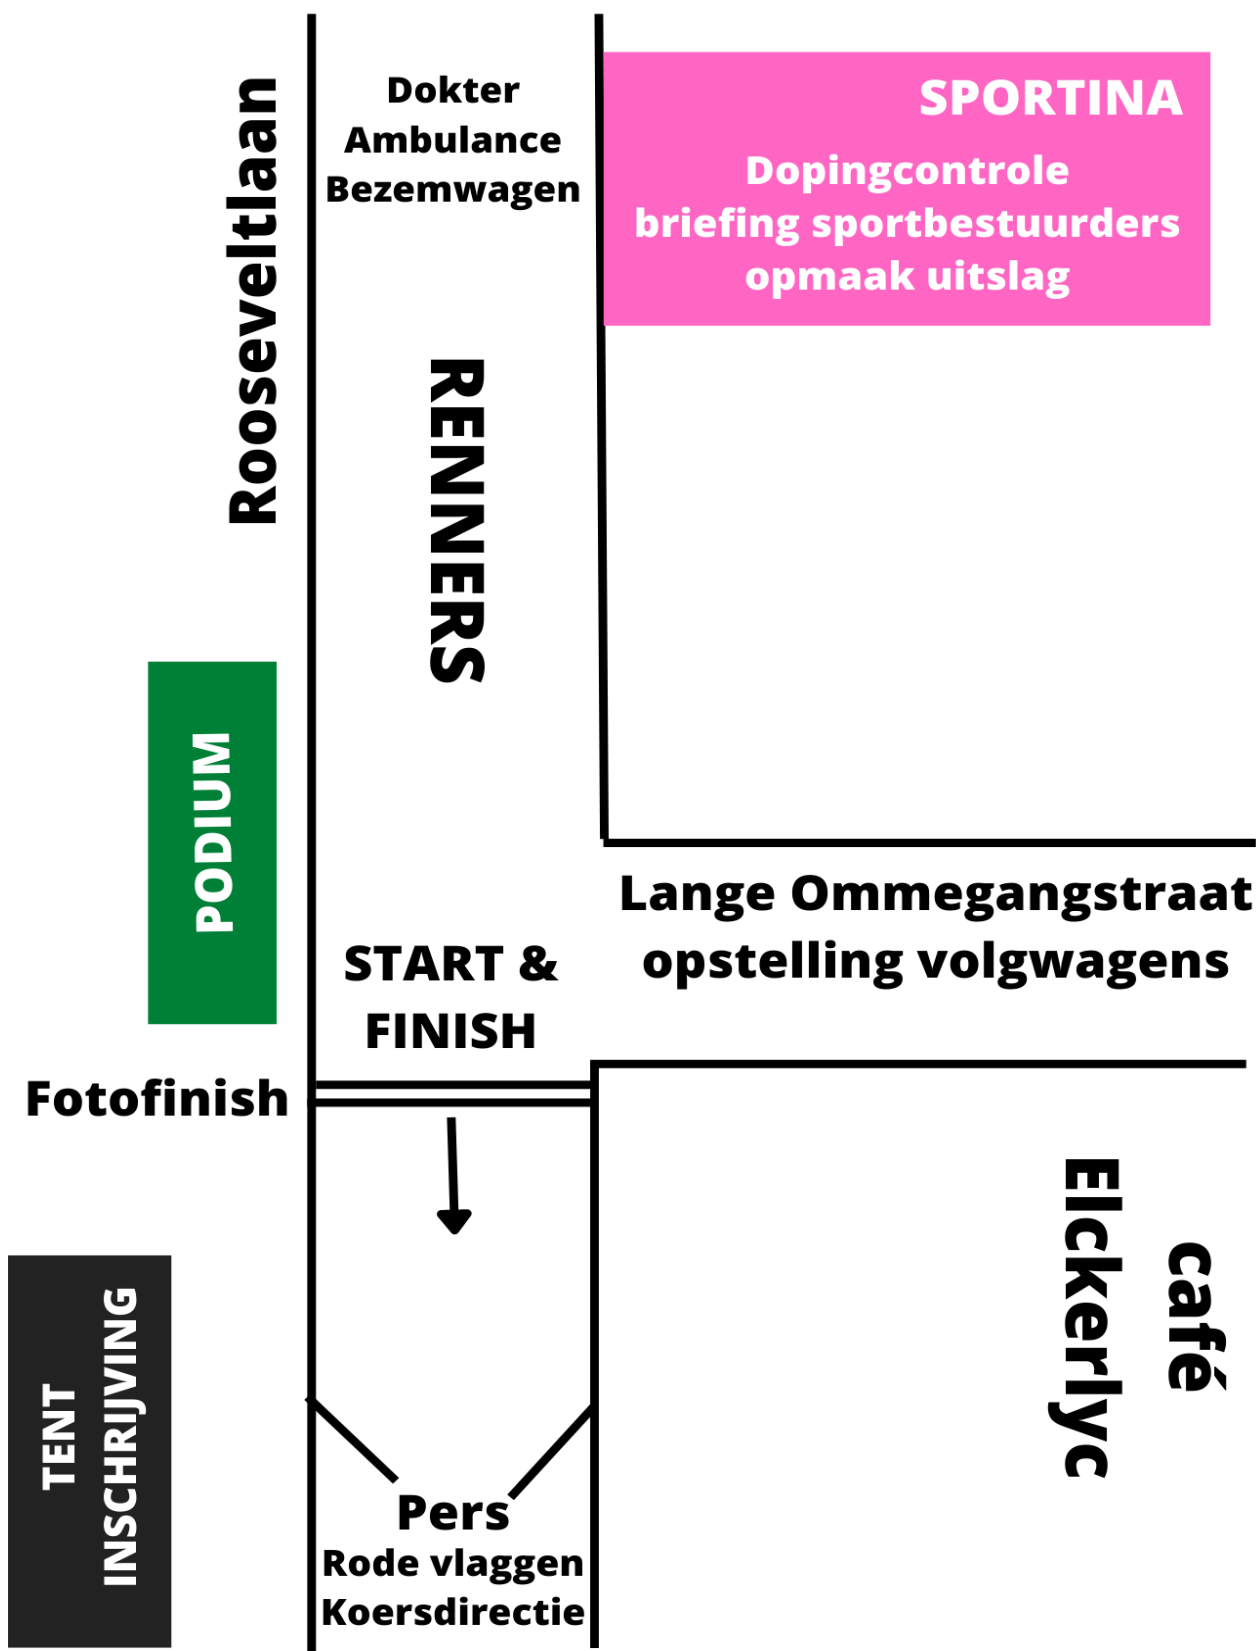 Rooseveltlaan
Dokter
Ambulance
Bezemwagen
SPORTINA
Dopingcontrole
briefing sportbestuurders
opmaak uitslag
RENNERS
PODIUM
Lange Ommegangstraat
opstelling volgwagens
START &
FINISH
Fotofinish
café
Elckerlyc
TENT
INSCHRIJVING
Pers
Rode vlaggen
Koersdirectie